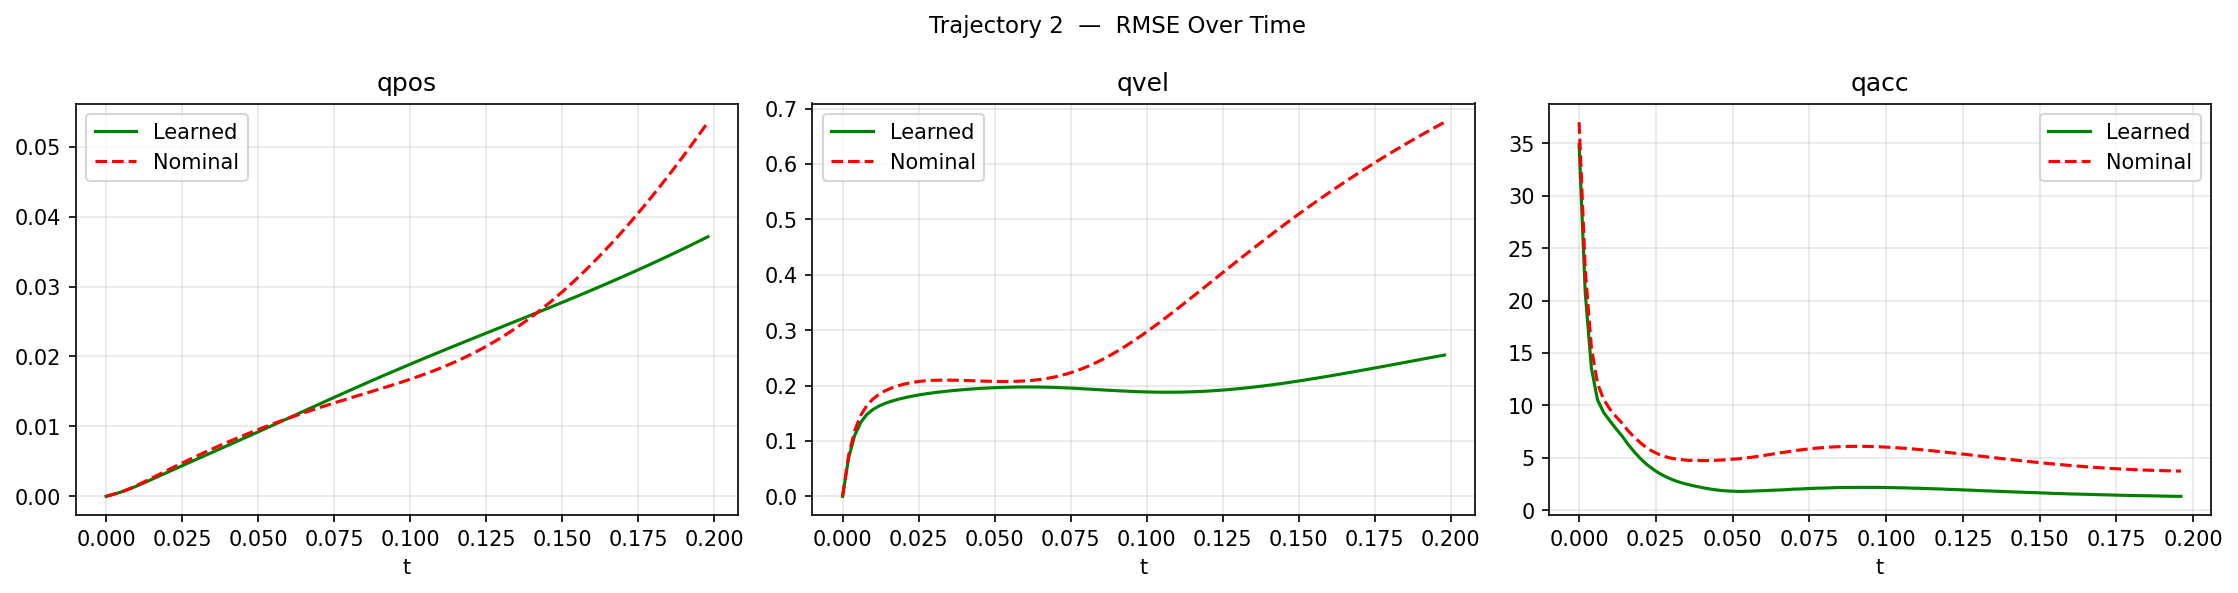 Trajectory 2 — RMSE Over Time
qpos
Learned
Nominal
0.05
0.04
0.03
0.02
0.01
0.00
0.000 0.025 0.050 0.075 0.100 0.125 0.150 0.175 0.200
t
qvel
Learned
Nominal
0.7
0.6
0.5
0.4
0.3
0.2
0.1
0.0
0.000 0.025 0.050 0.075 0.100 0.125 0.150 0.175 0.200
t
qacc
Learned
Nominal
35
30
25
20
15
10
5
0
0.000 0.025 0.050 0.075 0.100 0.125 0.150 0.175 0.200
t